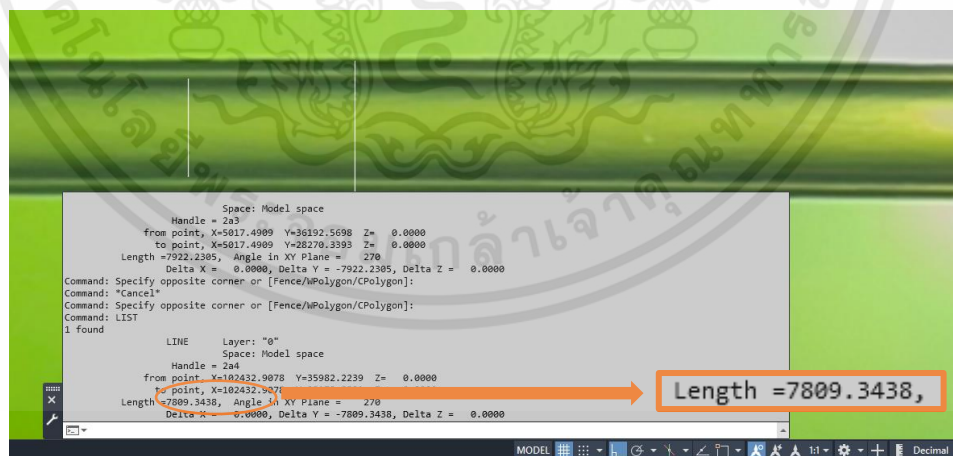 Space: Model space
Handle = 2a3
from point, X=5017.4909 Y=36192.5698 Z= 0.0000
to point, X=5017.4909 Y=28270.3393 Z= 0.0000
Length =7922.2305, Angle in XY Plane = 270
Delta X = 0.0000, Delta Y = -7922.2305, Delta Z = 0.0000
Command: Specify opposite corner or [Fence/WPolygon/CPolygon]:
Command: *Cancel*
Command: Specify opposite corner or [Fence/WPolygon/CPolygon]:
Command: LIST
1 found
LINE Layer: "0"
Space: Model space
Handle = 2a4
from point, X=102432.9078 Y=35982.2239 Z= 0.0000
to point, X=102432.9078
Length =7809.3438, Angle in XY Plane = 270
Delta X = 0.0000, Delta Y = -7809.3438, Delta Z = 0.0000
Length =7809.3438,
MODEL 1:1 Decimal